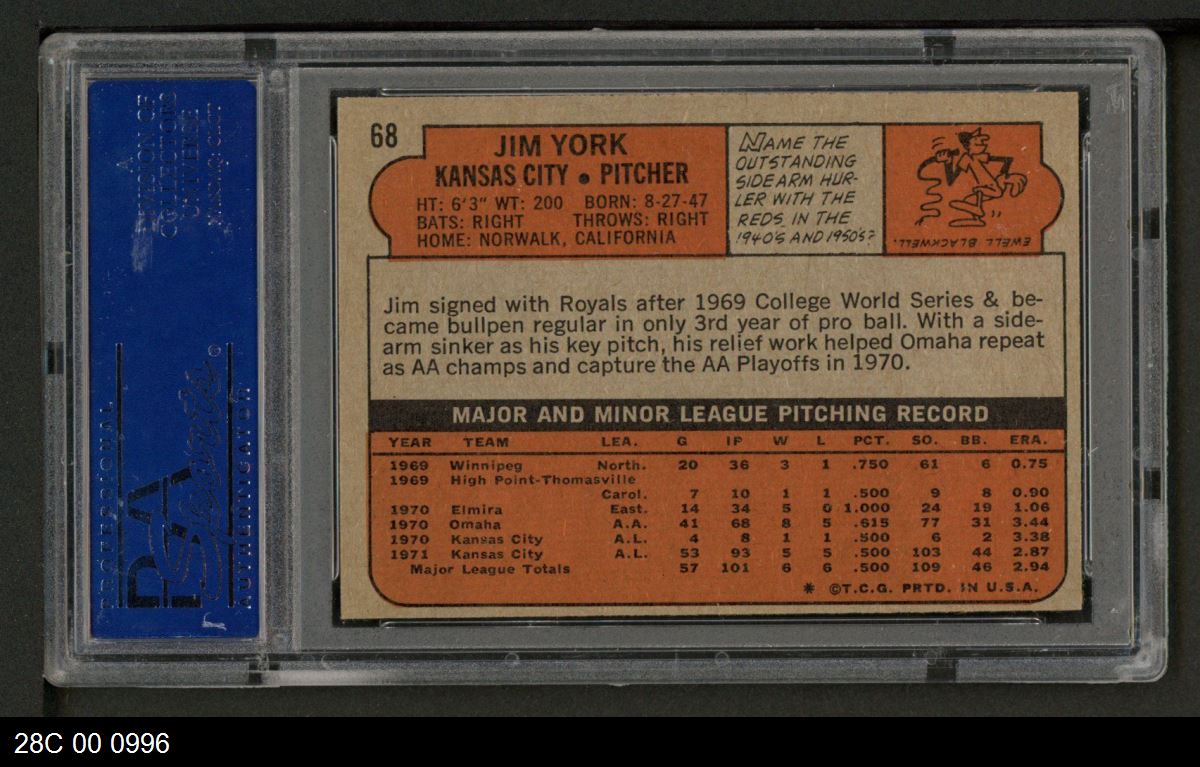 A
DIVISION OF
COLLECTORS
UNIVERSE
NASDAQ: CLCT
PROFESSIONAL
PSA
Sports
AUTHENTICATOR
68
JIM YORK
KANSAS CITY • PITCHER
HT: 6'3" WT: 200 BORN: 8-27-47
BATS: RIGHT THROWS: RIGHT
HOME: NORWALK, CALIFORNIA
NAME THE
OUTSTANDING
SIDEARM HUR-
LER WITH THE
REDS IN THE
1940'S AND 1950'S?
EWELL BLACKWELL.
Jim signed with Royals after 1969 College World Series & be-
came bullpen regular in only 3rd year of pro ball. With a side-
arm sinker as his key pitch, his relief work helped Omaha repeat
as AA champs and capture the AA Playoffs in 1970.
MAJOR AND MINOR LEAGUE PITCHING RECORD
YEAR TEAM LEA. G IP W L PCT. SO. BB. ERA.
1969 Winnipeg North. 20 36 3 1 .750 61 6 0.75
1969 High Point-Thomasville
Carol. 7 10 1 1 .500 9 8 0.90
1970 Elmira East. 14 34 5 0 1.000 24 19 1.06
1970 Omaha A.A. 41 68 8 5 .615 77 31 3.44
1970 Kansas City A.L. 4 8 1 1 .500 6 2 3.38
1971 Kansas City A.L. 53 93 5 5 .500 103 44 2.87
Major League Totals 57 101 6 6 .500 109 46 2.94
* ©T.C.G. PRTD. IN U.S.A.
28C 00 0996